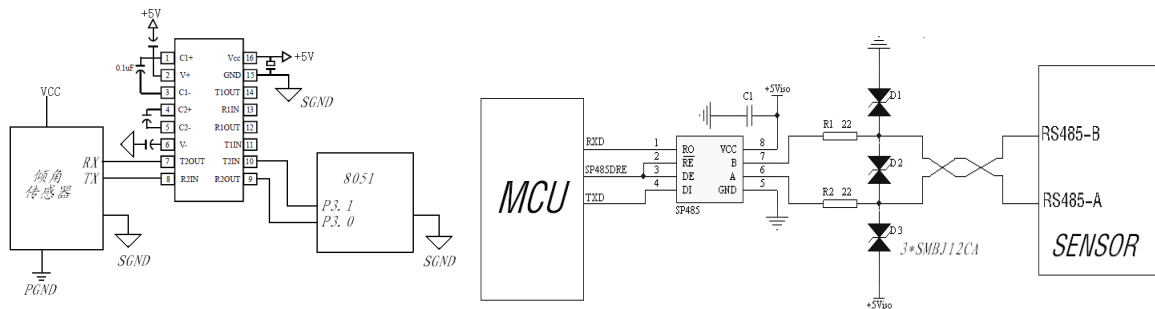 +5V
0.1uF
1 C1+ Vcc 16 +5V
2 V+ GND 15
3 C1- T1OUT 14
SGND
4 C2+ R1IN 13
5 C2- R1OUT 12
6 V- T1IN 11
7 T2OUT T2IN 10
8 R2IN R2OUT 9
VCC
RX
TX
倾角
传感器
SGND
PGND
8051
P3.1
P3.0
SGND
MCU
RXD
SP485DRE
TXD
C1
+5Viso
1 RO VCC 8
2 RE B 7
3 DE A 6
4 DI GND 5
SP485
R1 22
R2 22
D1
D2
D3
3*SMBJ12CA
+5Viso
RS485-B
RS485-A
SENSOR